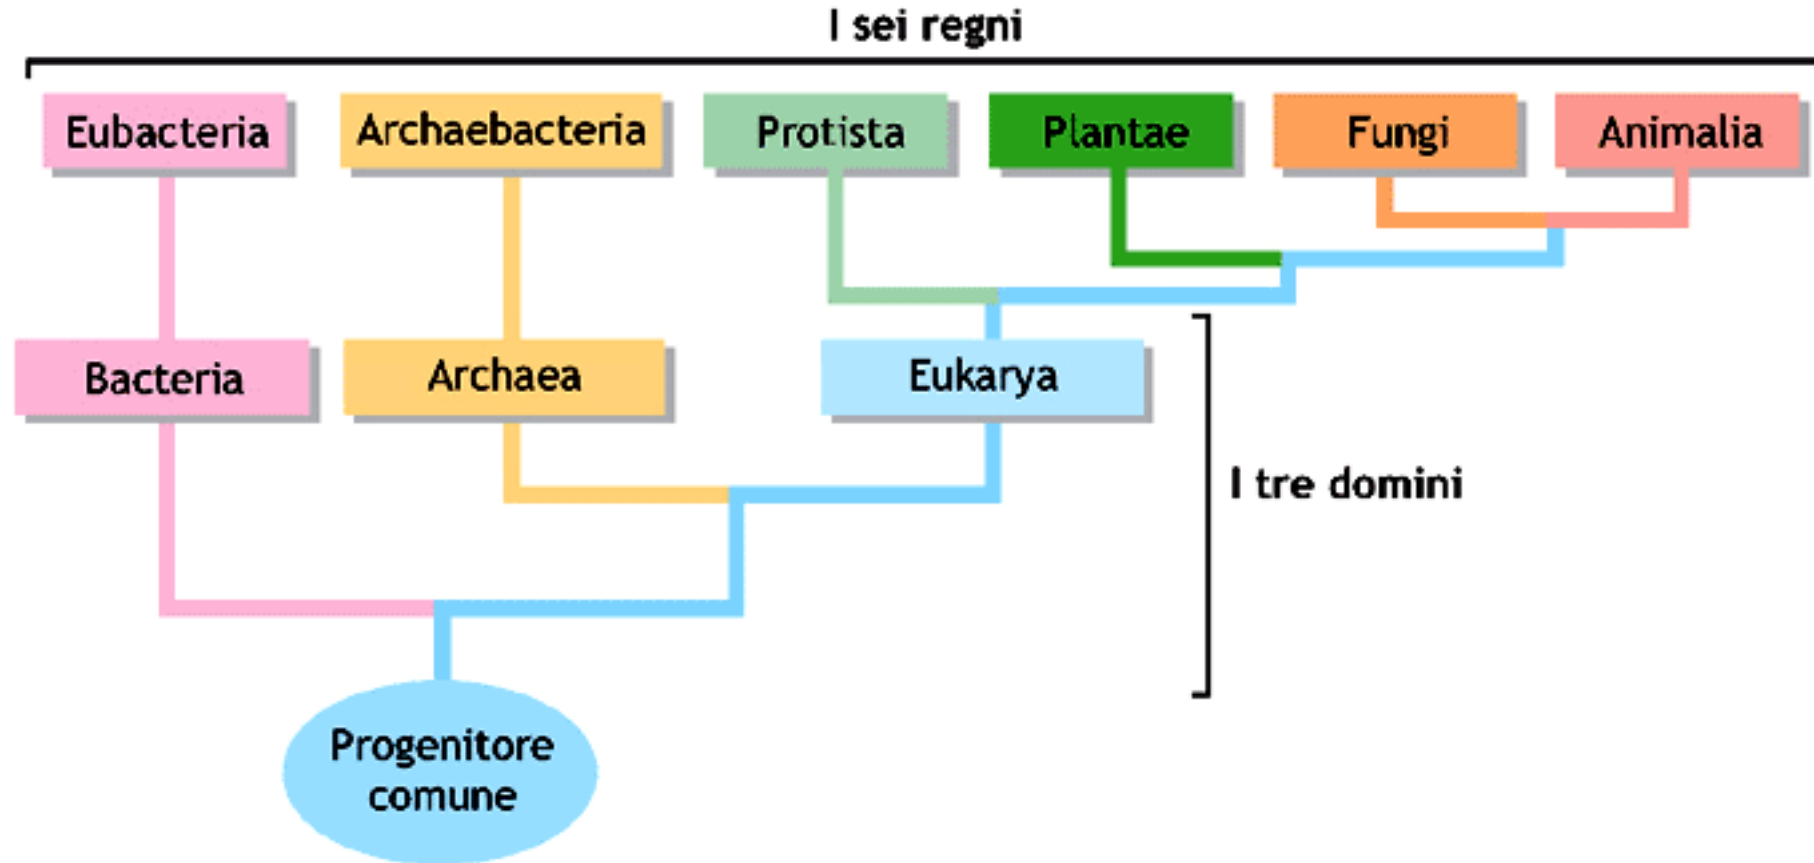 I sei regni
Eubacteria
Archaebacteria
Protista
Plantae
Fungi
Animalia
Bacteria
Archaea
Eukarya
I tre domini
Progenitore
comune